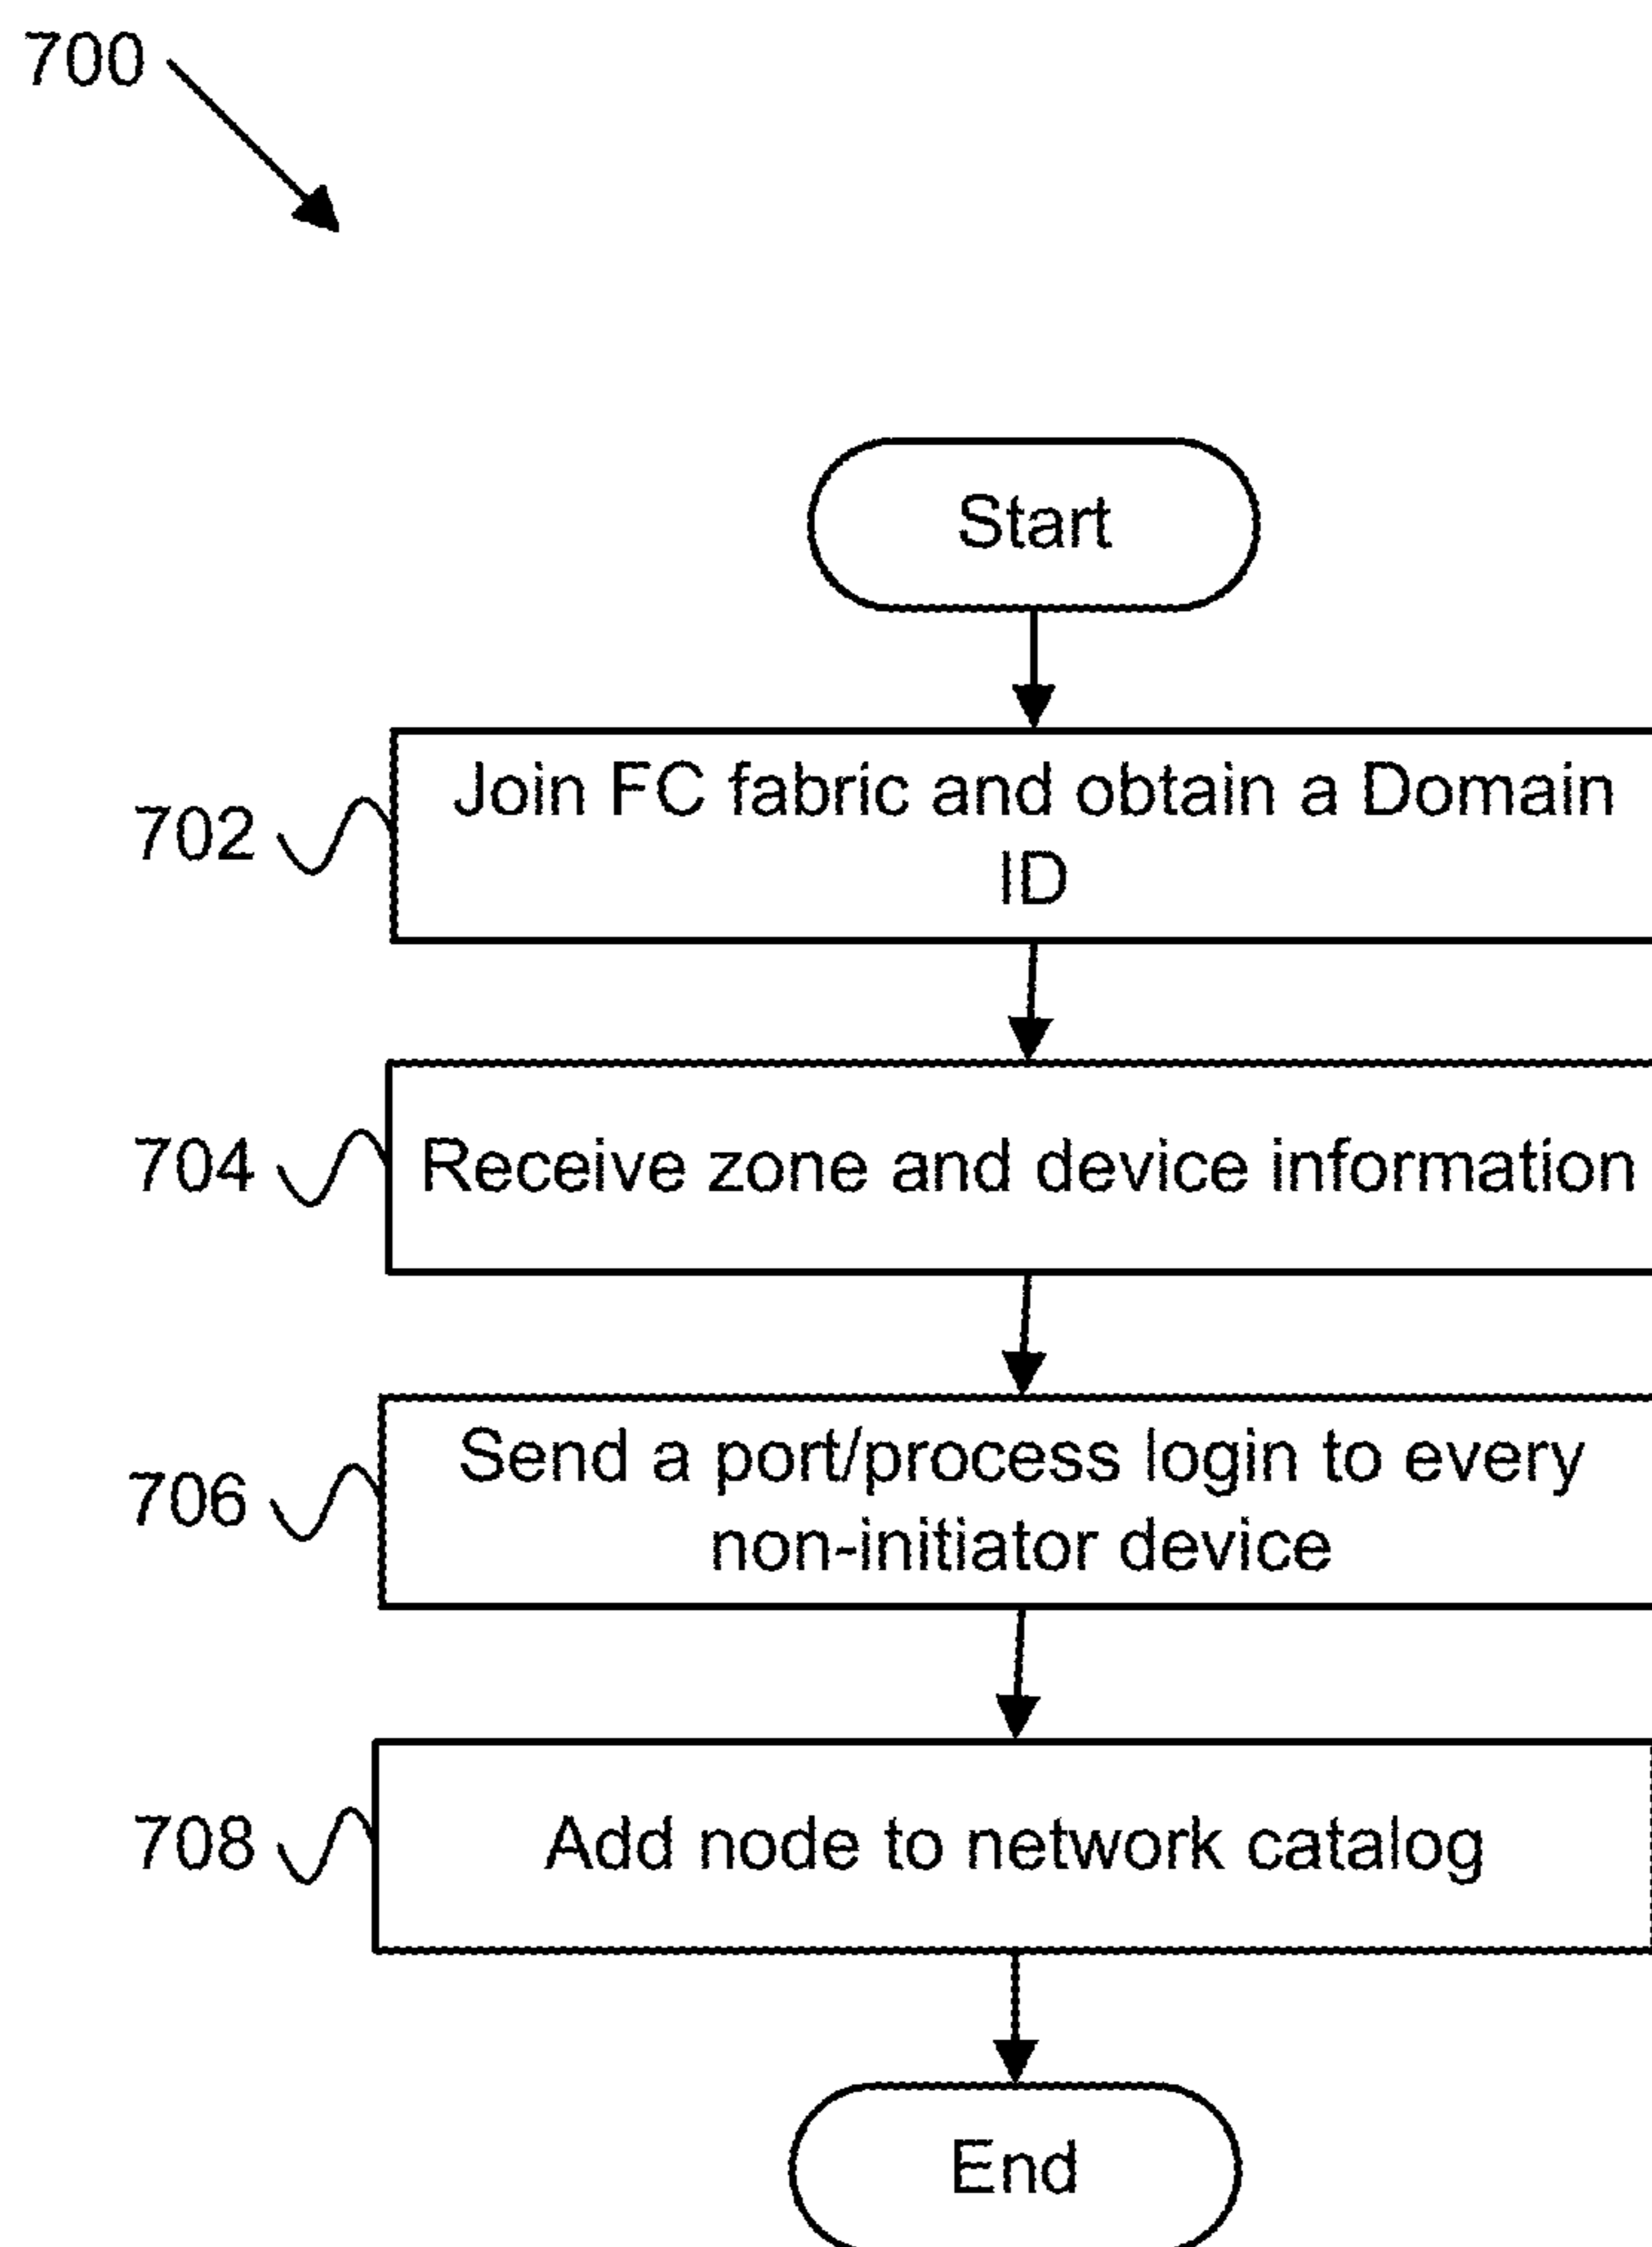 700
Start
702
Join FC fabric and obtain a Domain
ID
704
Receive zone and device information
706
Send a port/process login to every
non-initiator device
708
Add node to network catalog
End